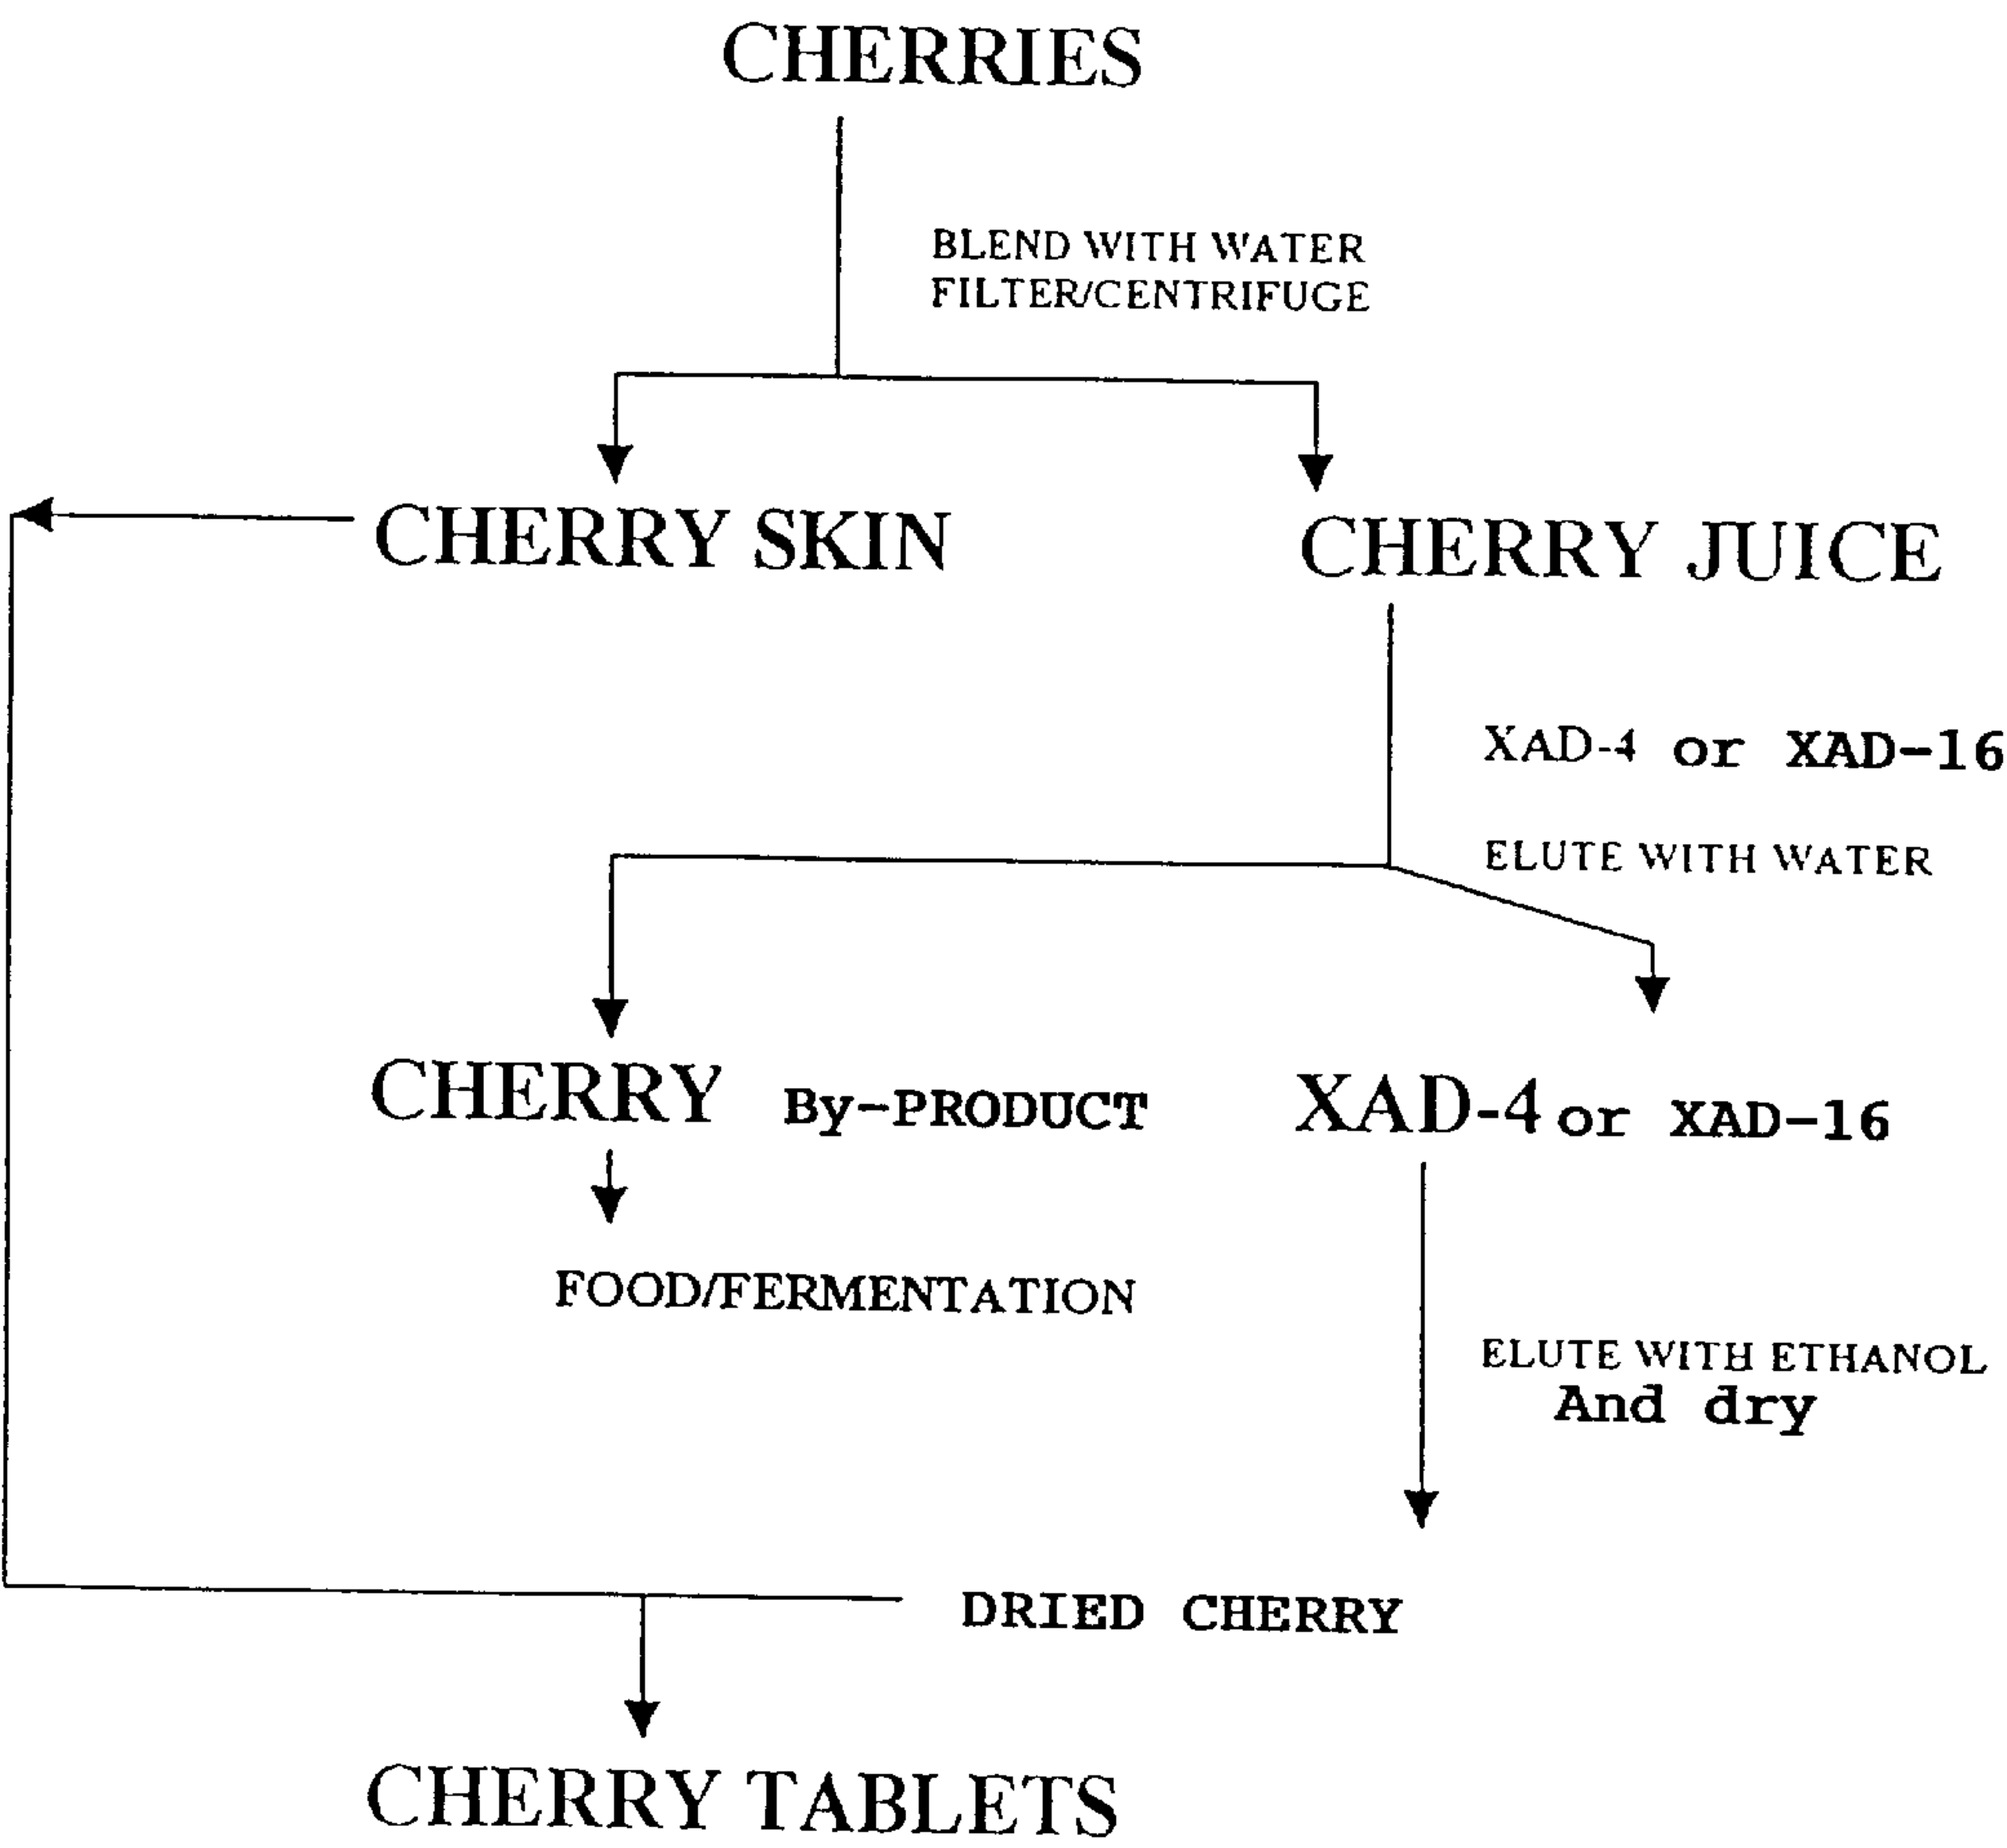 CHERRIES
BLEND WITH WATER
FILTER/CENTRIFUGE
CHERRY SKIN
CHERRY JUICE
XAD-4 or XAD-16
ELUTE WITH WATER
CHERRY By-PRODUCT
XAD-4 or XAD-16
FOOD/FERMENTATION
ELUTE WITH ETHANOL
And dry
DRIED CHERRY
CHERRY TABLETS